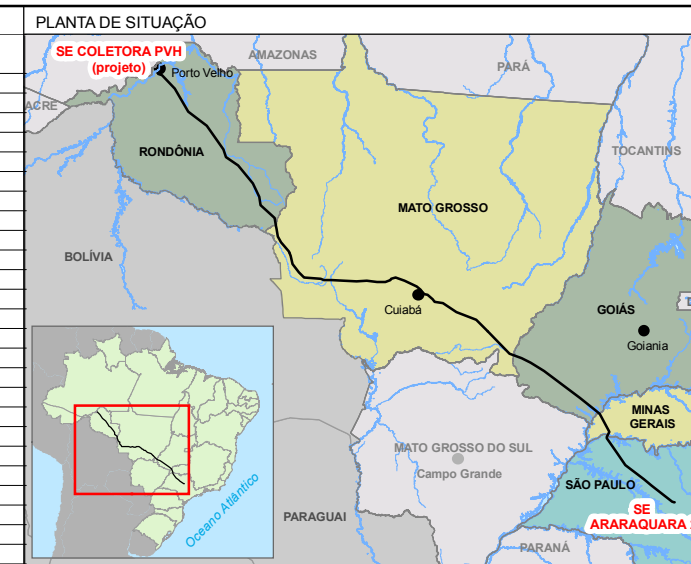 PLANTA DE SITUAÇÃO
SE COLETORA PVH
(projeto)
Porto Velho
AMAZONAS
PARÁ
ACRE
TOCANTINS
RONDÔNIA
MATO GROSSO
BOLÍVIA
Cuiabá
GOIÁS
Goiania
MINAS
GERAIS
MATO GROSSO DO SUL
Campo Grande
SÃO PAULO
SE
ARARAQUARA
PARAGUAI
PARANÁ
Oceano Atlântico